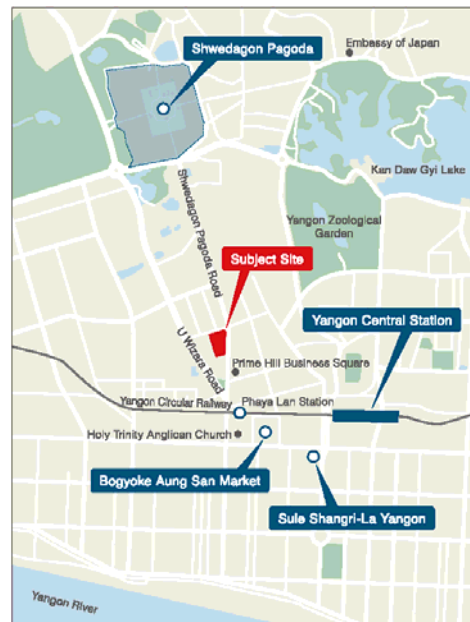 Shwedagon Pagoda
Embassy of Japan
Kan Daw Gyi Lake
Shwedagon Pagoda Road
Yangon Zoological
Garden
Subject Site
Yangon Central Station
U Wizera Road
Prime Hill Business Square
Yangon Circular Railway
Phaya Lan Station
Holy Trinity Anglican Church
Bogyoke Aung San Market
Sule Shangri-La Yangon
Yangon River